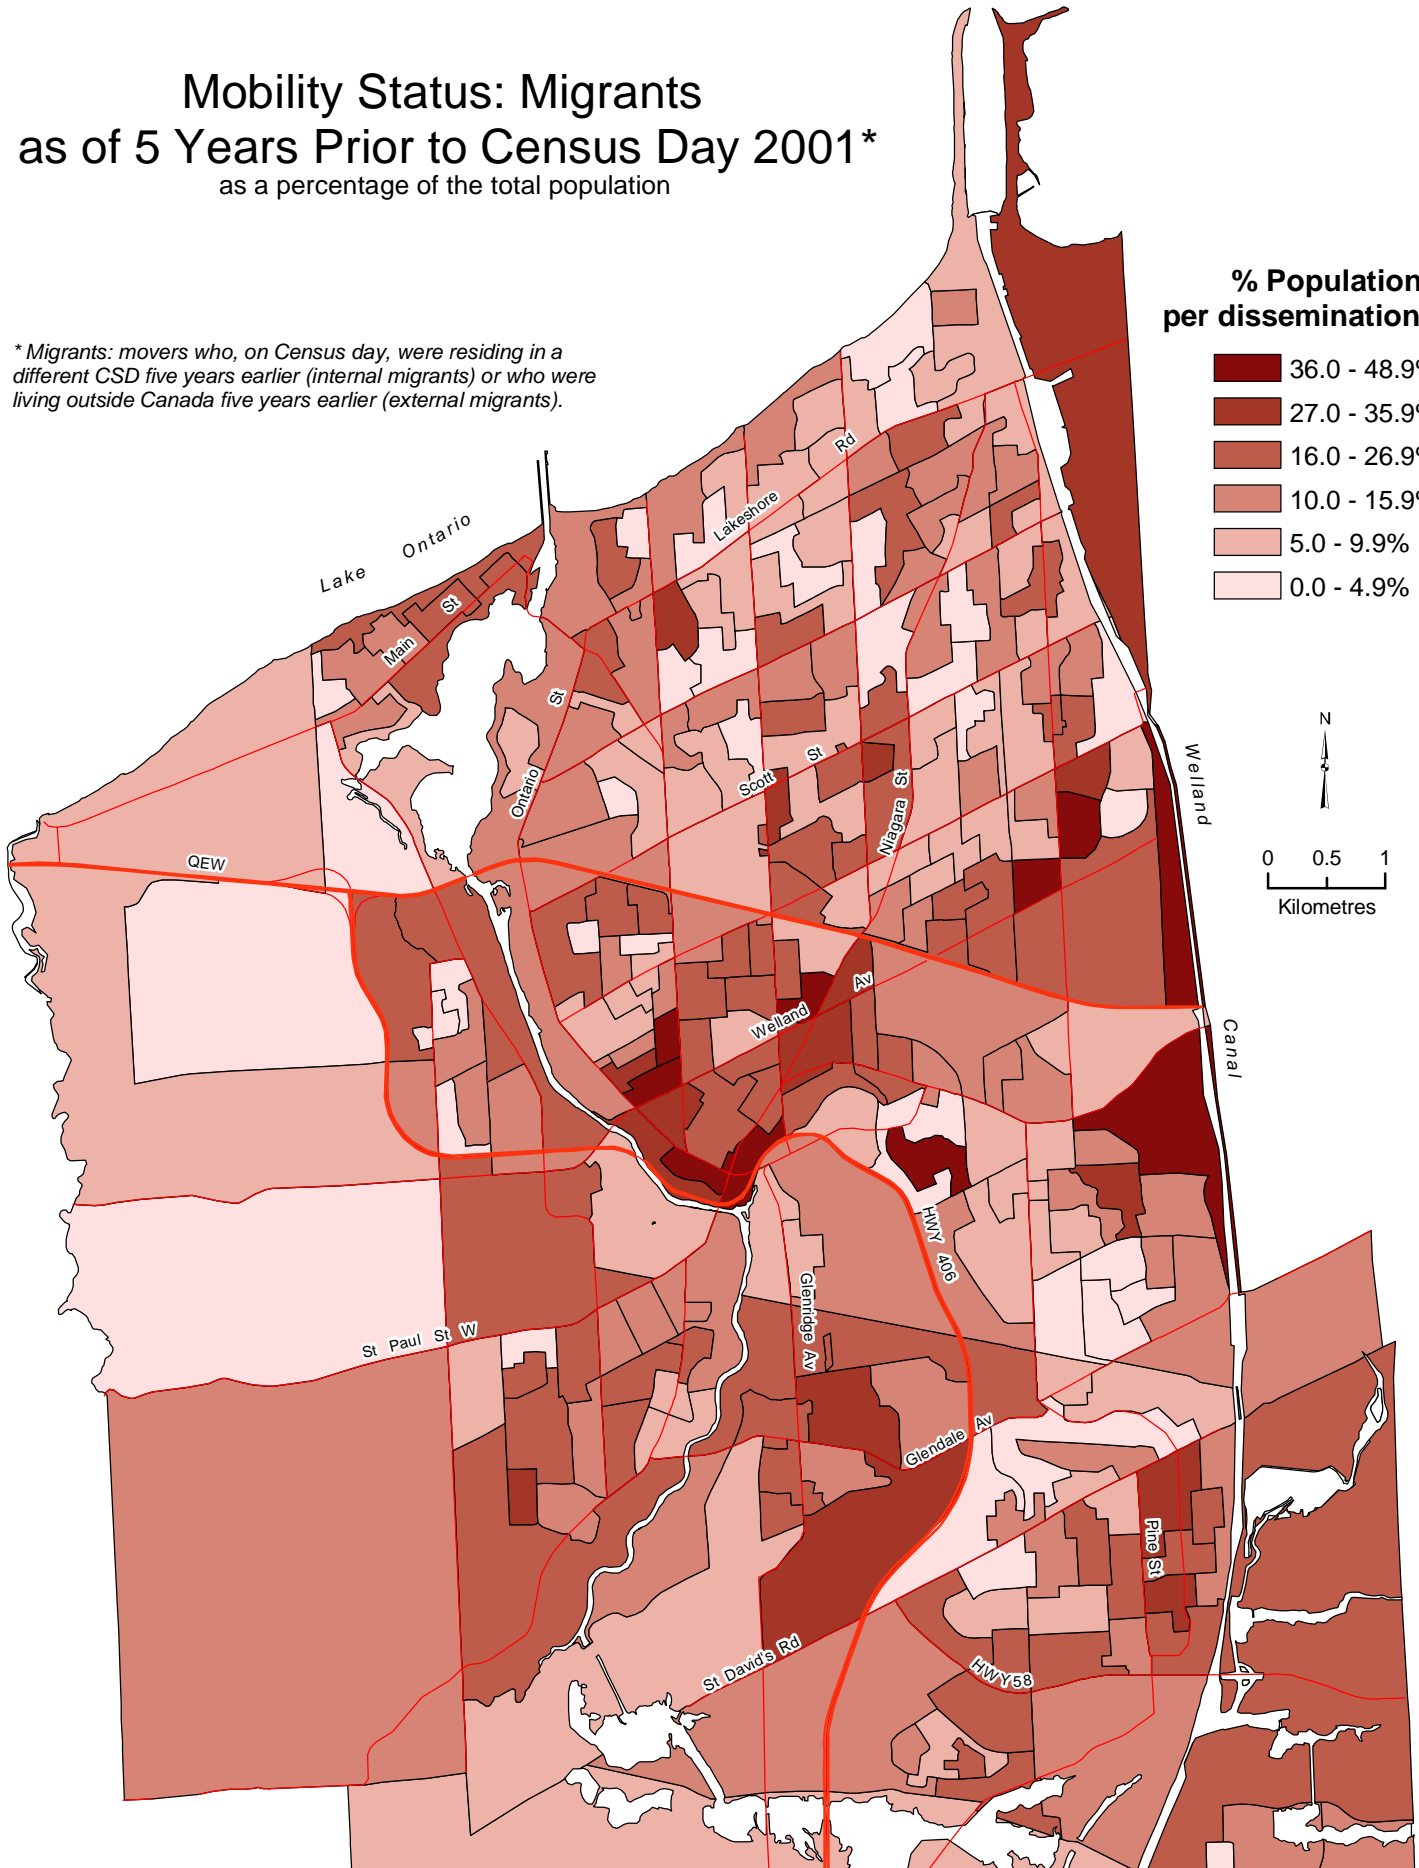 Mobility Status: Migrants
as of 5 Years Prior to Census Day 2001*
as a percentage of the total population
* Migrants: movers who, on Census day, were residing in a
different CSD five years earlier (internal migrants) or who were
living outside Canada five years earlier (external migrants).
% Population
per dissemination
36.0 - 48.9%
27.0 - 35.9%
16.0 - 26.9%
10.0 - 15.9%
5.0 - 9.9%
0.0 - 4.9%
N
0 0.5 1
Kilometres
Lake Ontario
Main St
Lakeshore Rd
Ontario St
Scott St
Niagara St
Welland Canal
QEW
Welland Av
HWY 406
Glenridge Av
St Paul St W
Glendale Av
Pine St
St David's Rd
HWY58